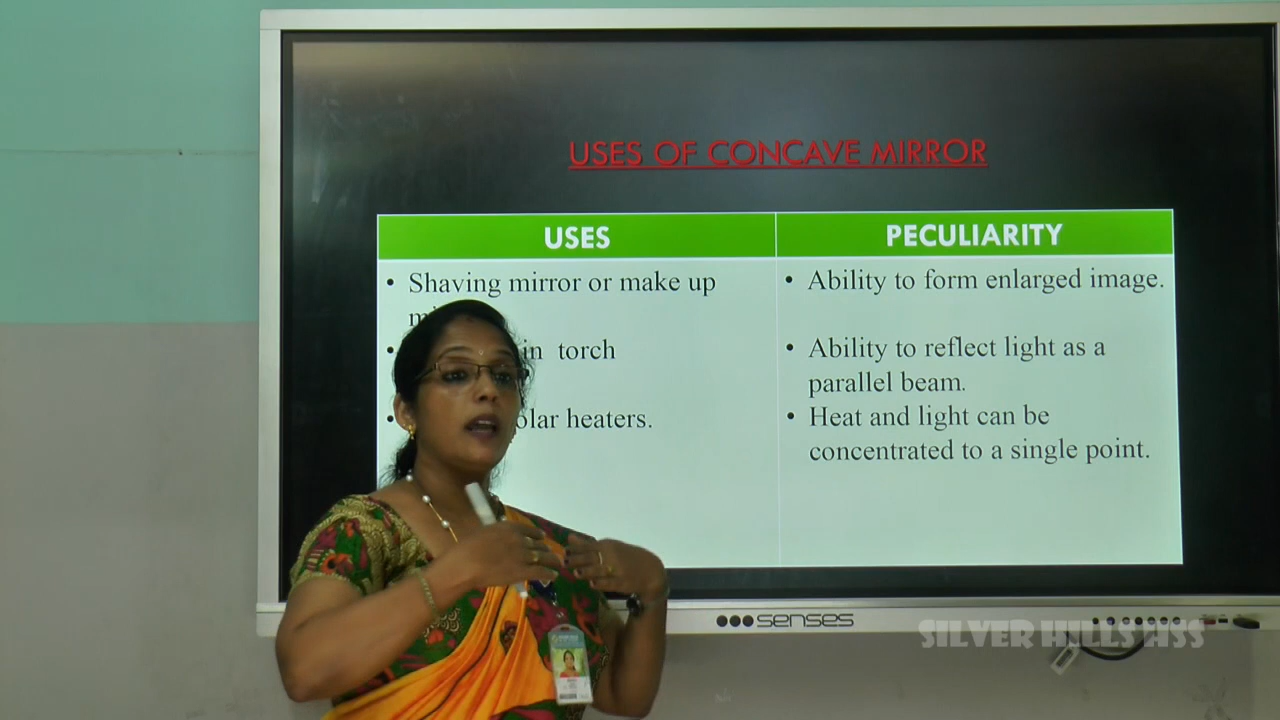 USES OF CONCAVE MIRROR
USES
PECULIARITY
• Shaving mirror or make up
• in torch
• olar heaters.
• Ability to form enlarged image.
• Ability to reflect light as a
parallel beam.
• Heat and light can be
concentrated to a single point.
senses
SILVER HILLS HSS